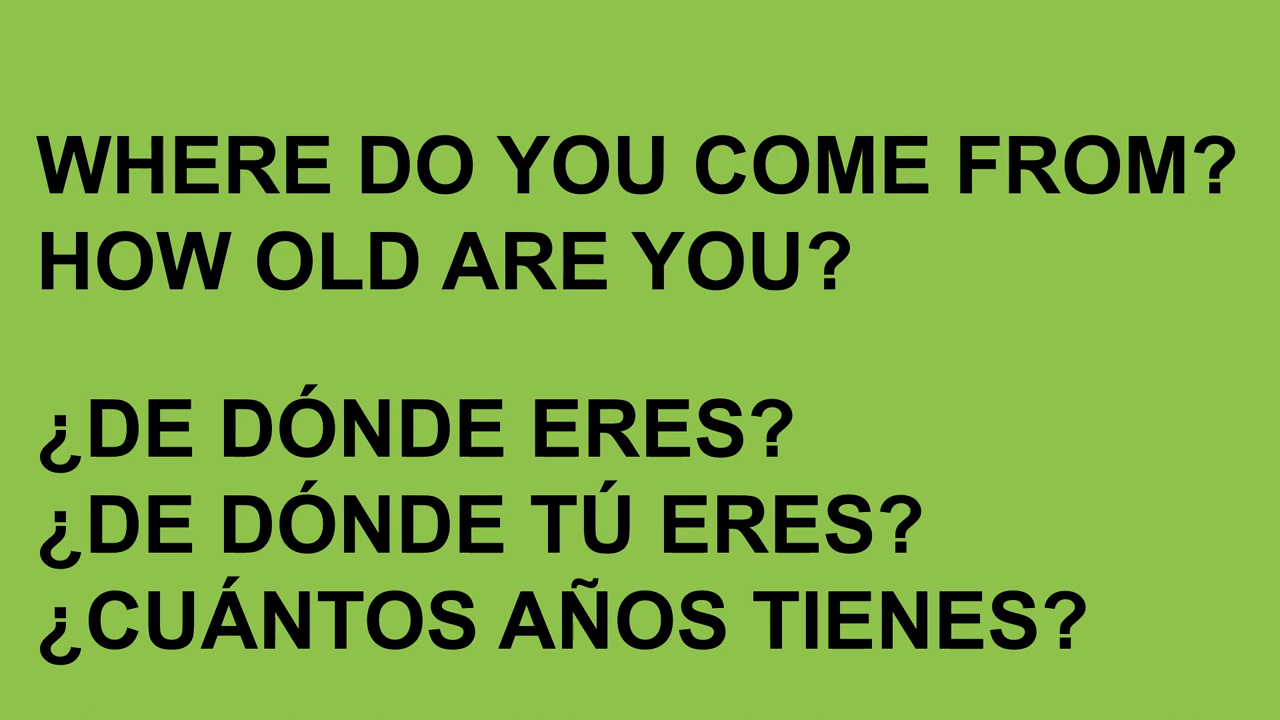 WHERE DO YOU COME FROM?
HOW OLD ARE YOU?
¿DE DÓNDE ERES?
¿DE DÓNDE TÚ ERES?
¿CUÁNTOS AÑOS TIENES?